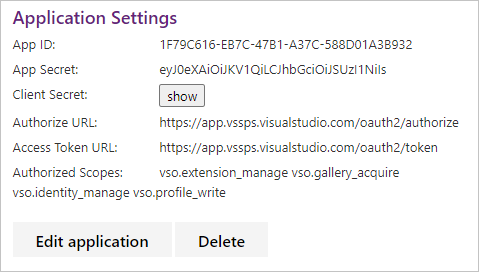 Application Settings
App ID: 1F79C616-EB7C-47B1-A37C-588D01A3B932
App Secret: eyJ0eXAiOiJKV1QiLCJhbGciOiJSUzI1NiIs
Client Secret: show
Authorize URL: https://app.vssps.visualstudio.com/oauth2/authorize
Access Token URL: https://app.vssps.visualstudio.com/oauth2/token
Authorized Scopes: vso.extension_manage vso.gallery_acquire
vso.identity_manage vso.profile_write
Edit application Delete